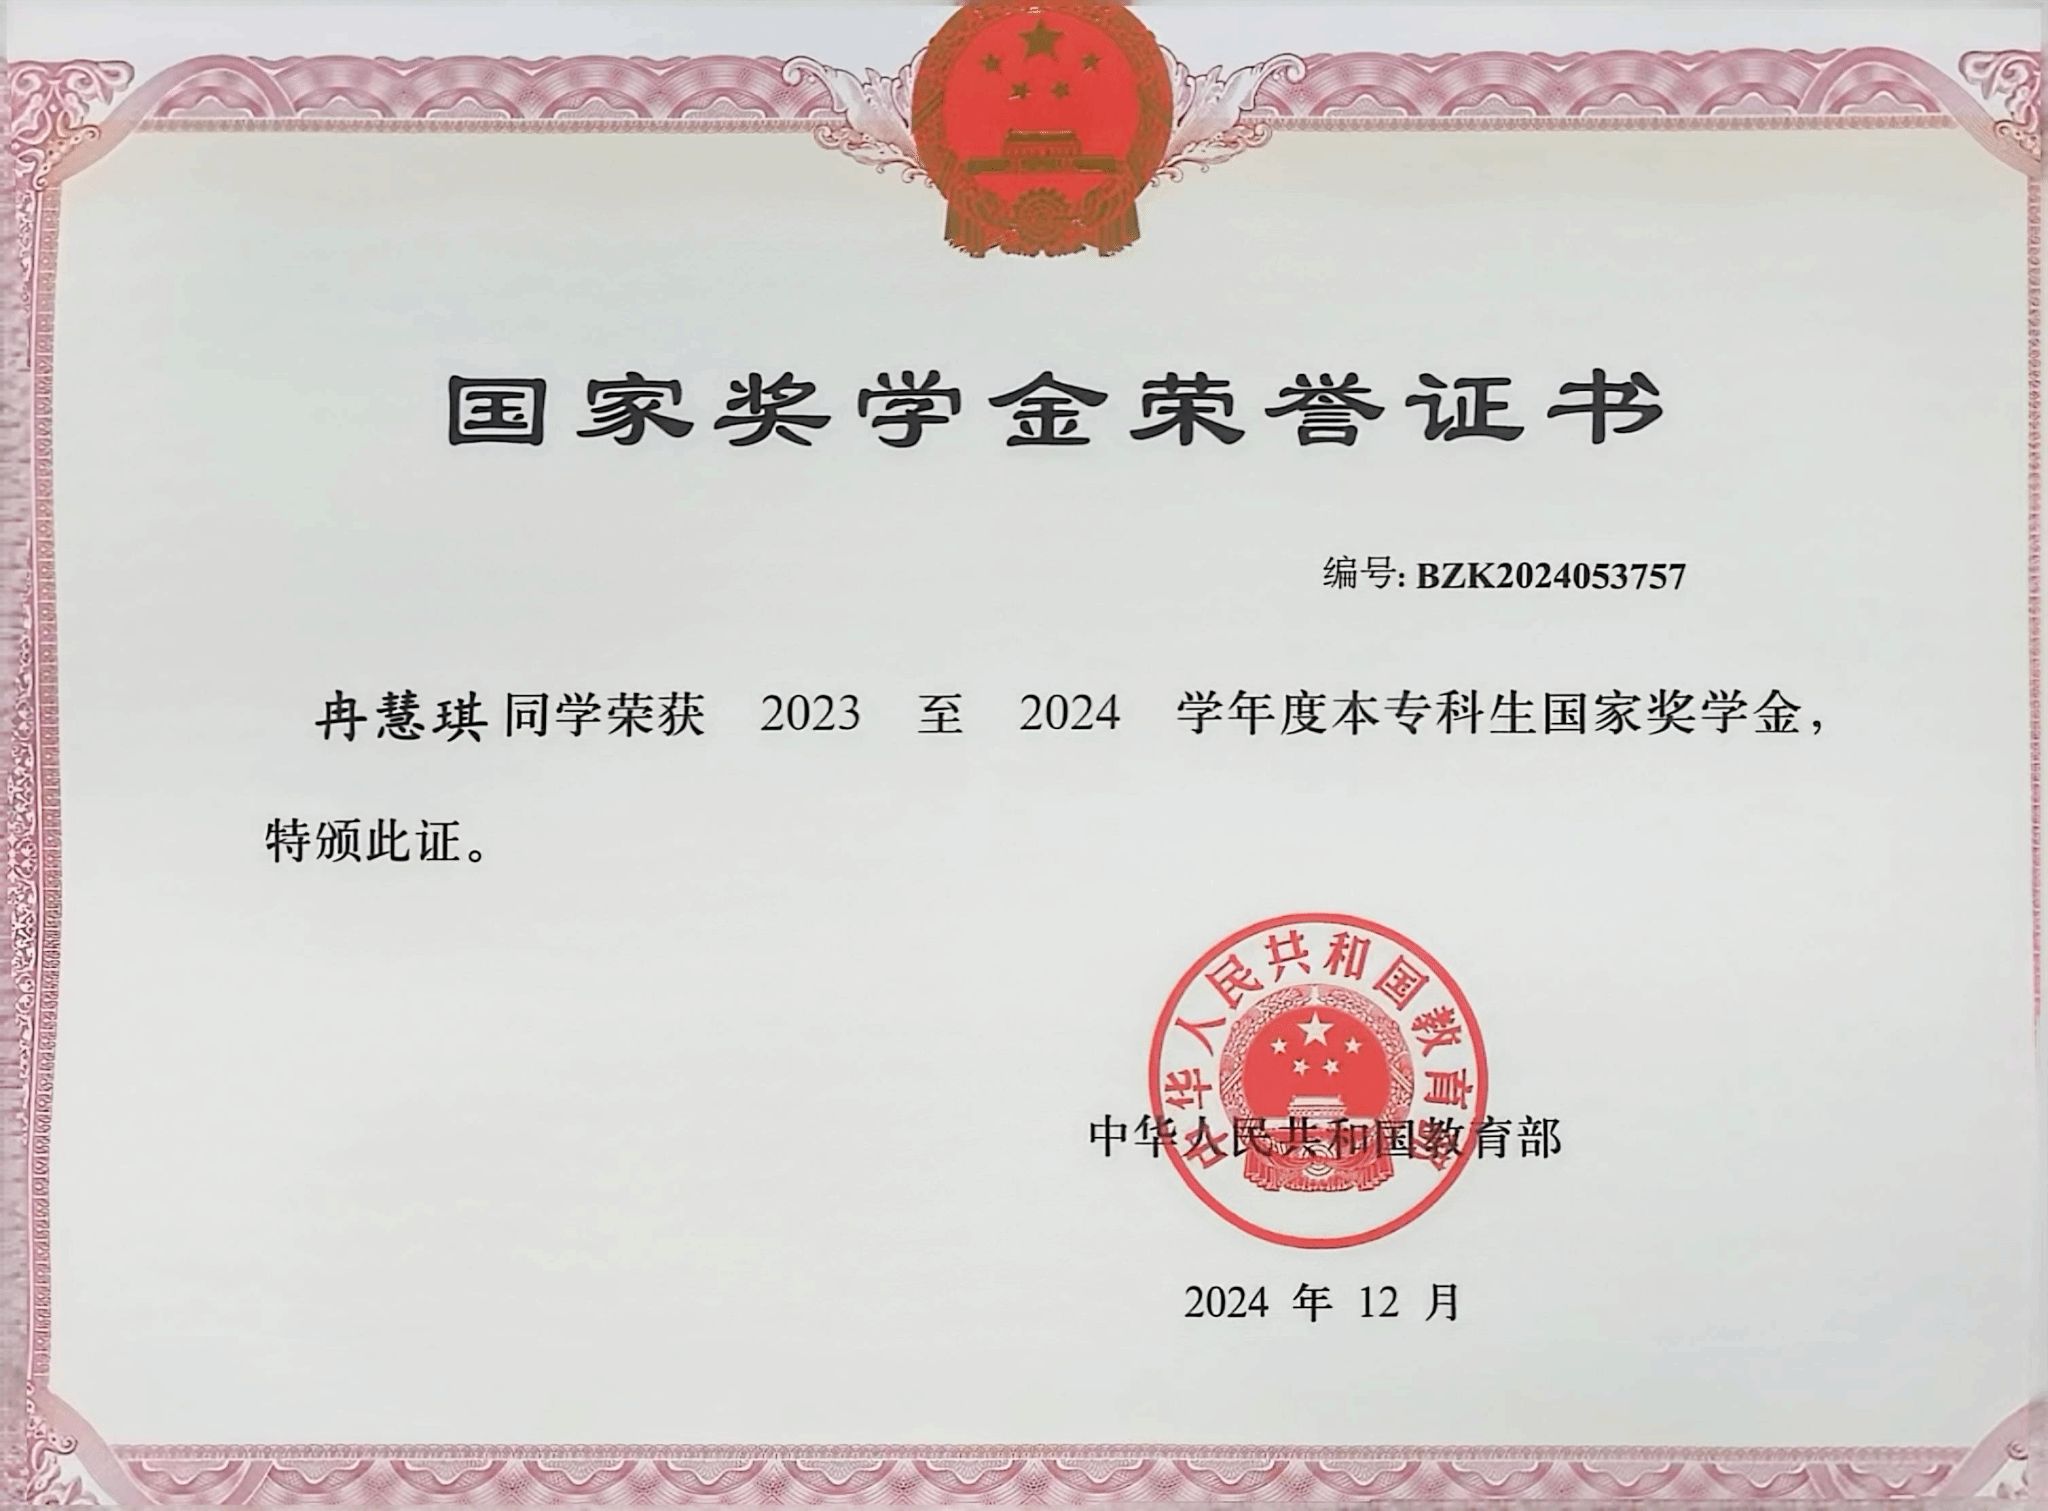 国家奖学金荣誉证书
编号: BZK2024053757
冉慧琪同学荣获 2023 至 2024 学年度本专科生国家奖学金，
特颁此证。
中华人民共和国教育部
中华人民共和国教育部
2024 年 12 月